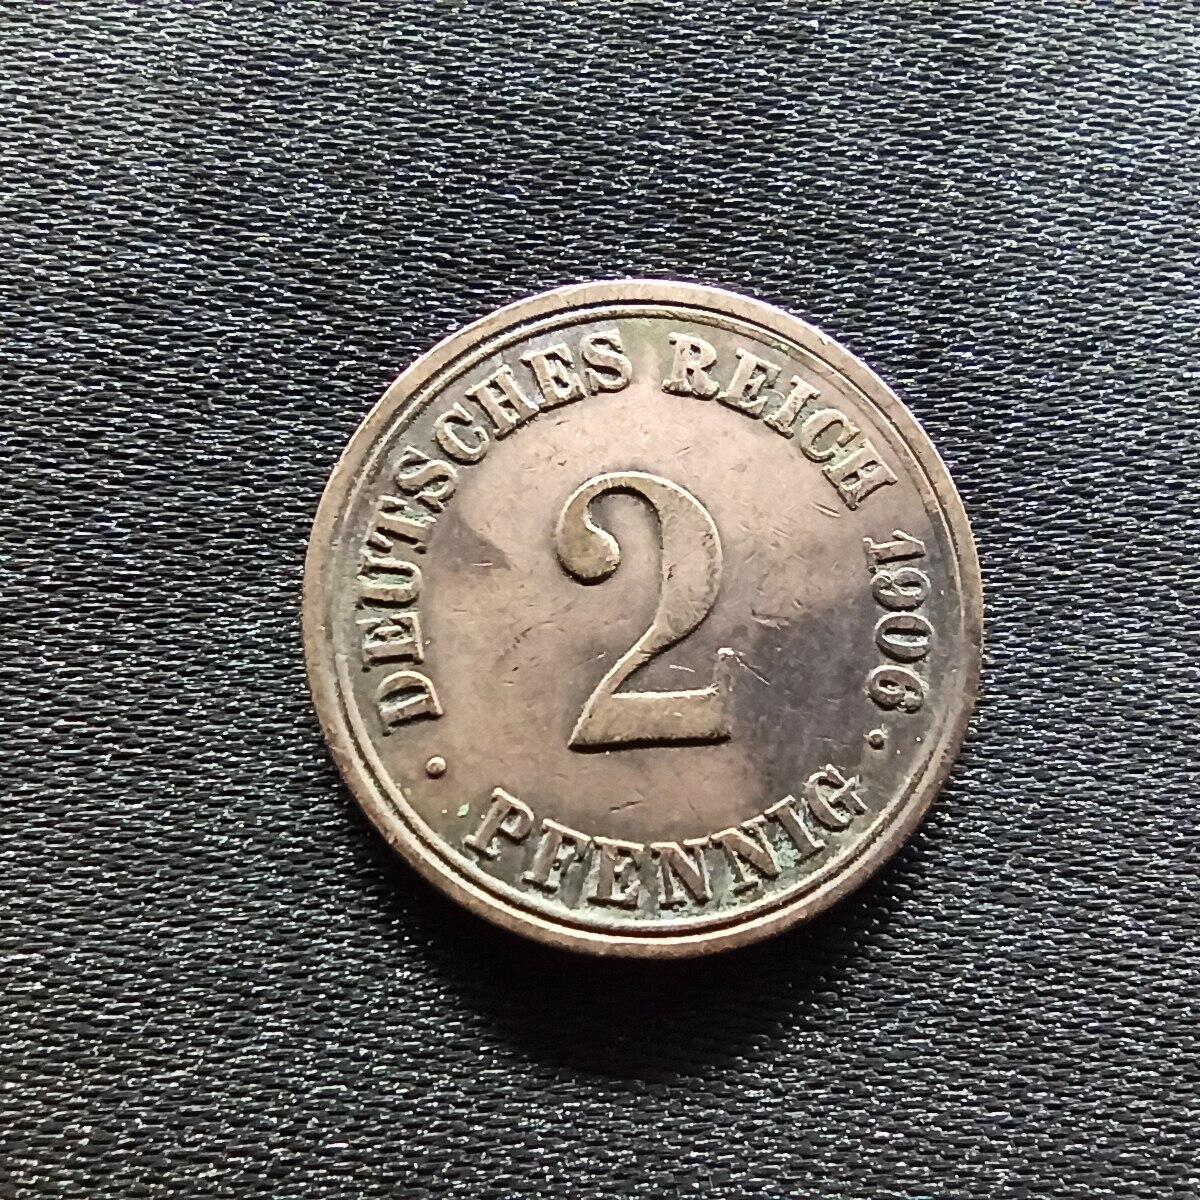 DEUTSCHES REICH 1906
2
PFENNIG